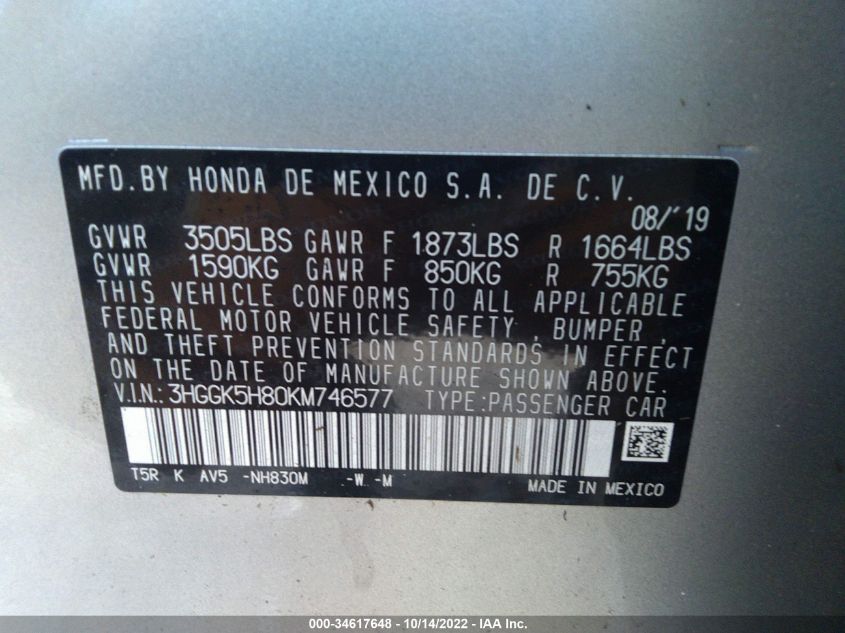 MFD.BY HONDA DE MEXICO S.A. DE C.V.
08/'19
GVWR 3505LBS GAWR F 1873LBS R 1664LBS
GVWR 1590KG GAWR F 850KG R 755KG
THIS VEHICLE CONFORMS TO ALL APPLICABLE
FEDERAL MOTOR VEHICLE SAFETY, BUMPER,
AND THEFT PREVENTION STANDARDS IN EFFECT
ON THE DATE OF MANUFACTURE SHOWN ABOVE.
V.I.N.: 3HGGK5H80KM746577 TYPE:PASSENGER CAR
T5R K AV5 -NH830M -W -M
MADE IN MEXICO
000-34617648 - 10/14/2022 - IAA Inc.